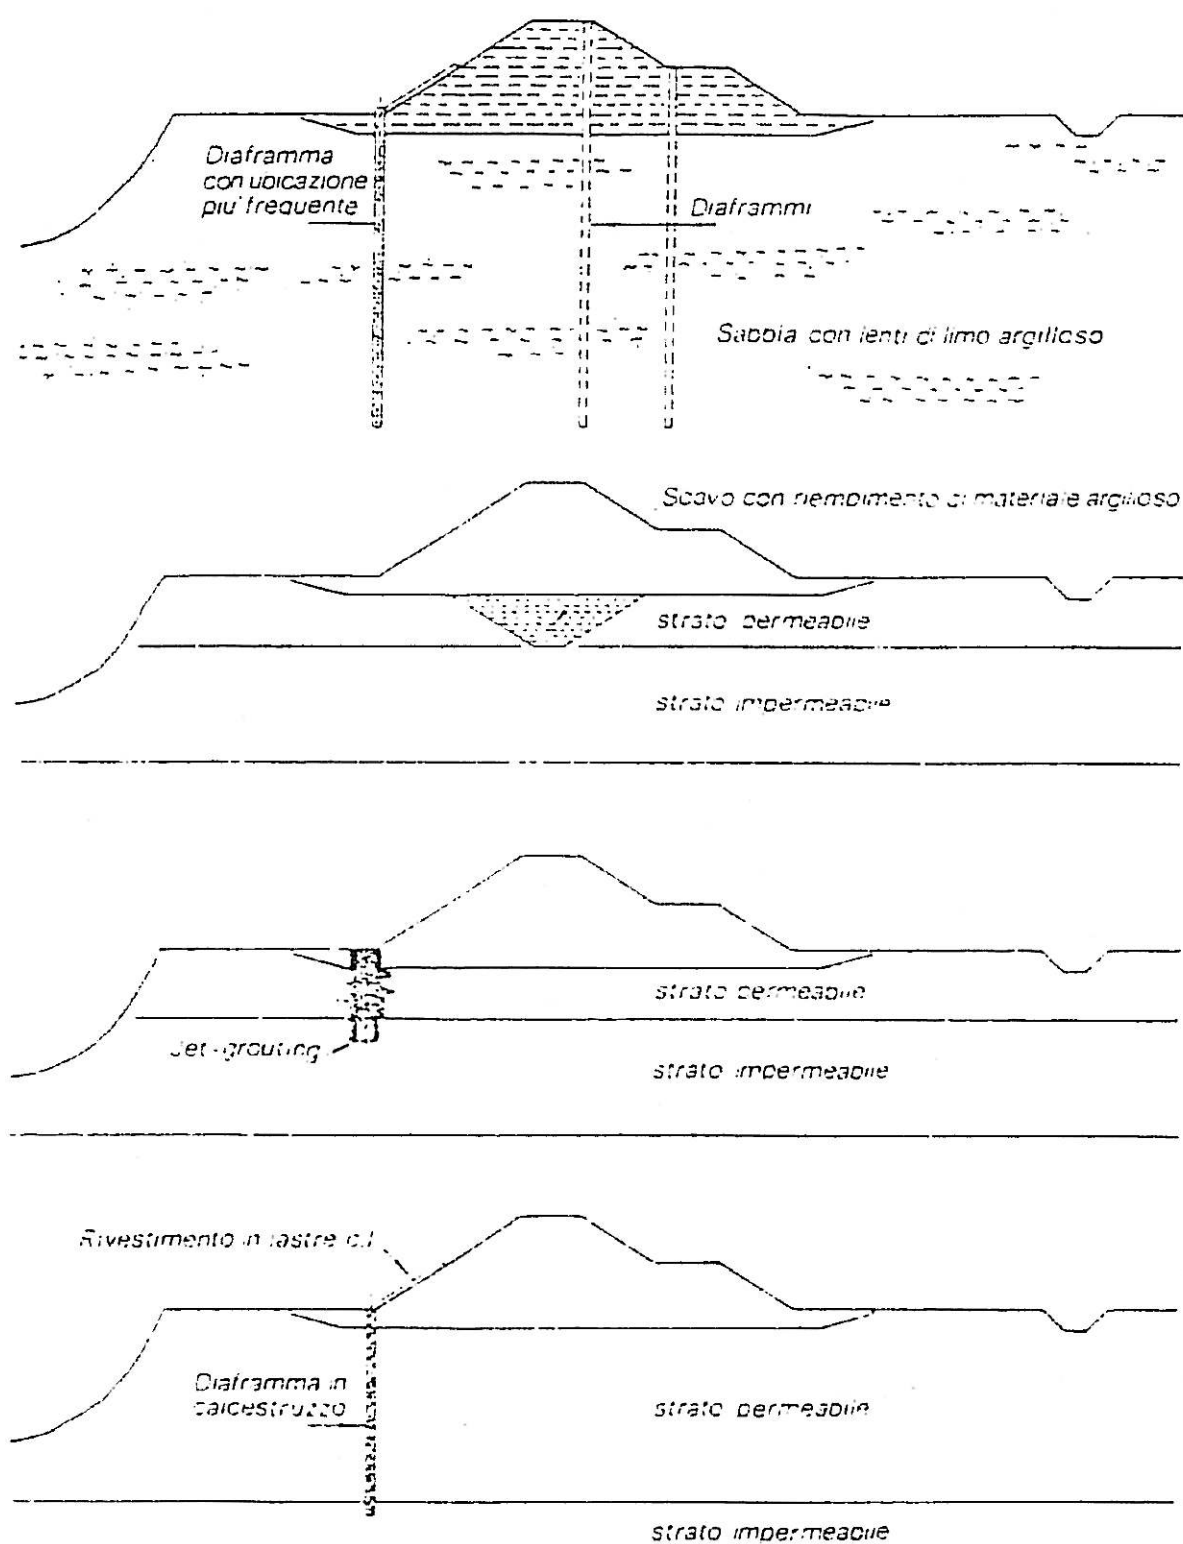 Diaframma
con ubicazione
piu' frequente
Diaframmi
Sabbia con lenti di limo argilloso
Scavo con riempimento di materiale argilloso
strato permeabile
strato impermeabile
strato permeabile
Jet-grouting
strato impermeabile
Rivestimento in lastre c.l.
Diaframma in
calcestruzzo
strato permeabile
strato impermeabile